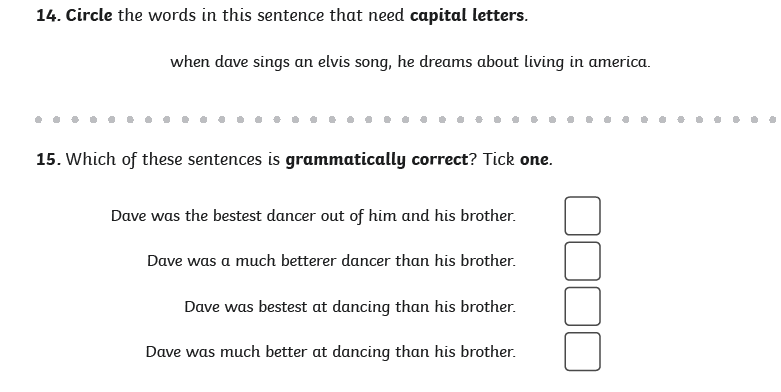 14. Circle the words in this sentence that need capital letters.
when dave sings an elvis song, he dreams about living in america.
15. Which of these sentences is grammatically correct? Tick one.
Dave was the bestest dancer out of him and his brother.
Dave was a much betterer dancer than his brother.
Dave was bestest at dancing than his brother.
Dave was much better at dancing than his brother.